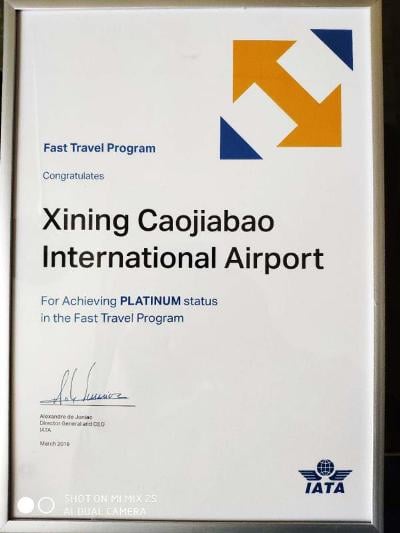 Fast Travel Program
Congratulates
Xining Caojiabao
International Airport
For Achieving PLATINUM status
in the Fast Travel Program
Alexandre de Juniac
Director General and CEO
IATA
March 2019
IATA
SHOT ON MI MIX 2S
AI DUAL CAMERA